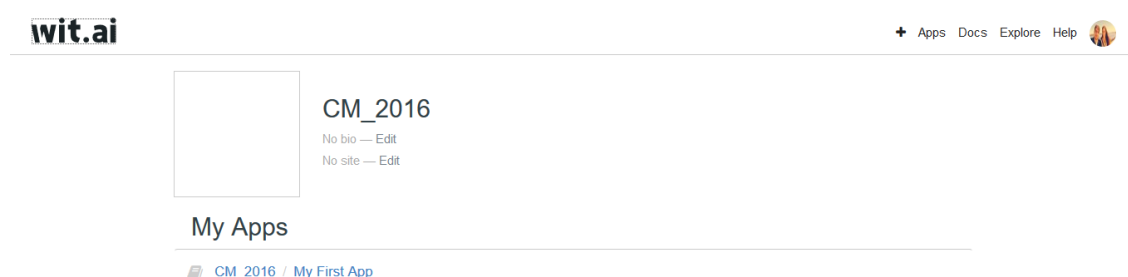 wit.ai
+ Apps Docs Explore Help
CM_2016
No bio — Edit
No site — Edit
My Apps
CM_2016 / My First App